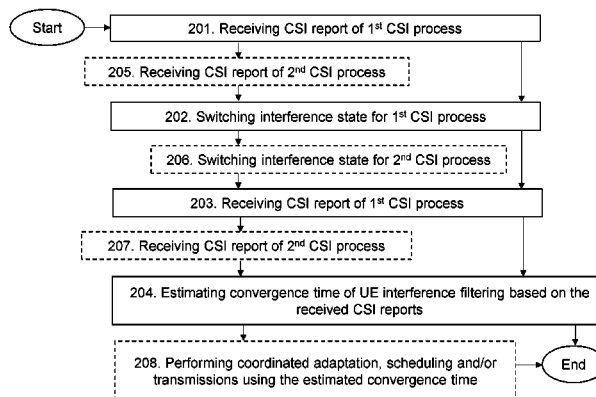 Start
201. Receiving CSI report of 1st CSI process
205. Receiving CSI report of 2nd CSI process
202. Switching interference state for 1st CSI process
206. Switching interference state for 2nd CSI process
203. Receiving CSI report of 1st CSI process
207. Receiving CSI report of 2nd CSI process
204. Estimating convergence time of UE interference filtering based on the
received CSI reports
208. Performing coordinated adaptation, scheduling and/or
transmissions using the estimated convergence time
End